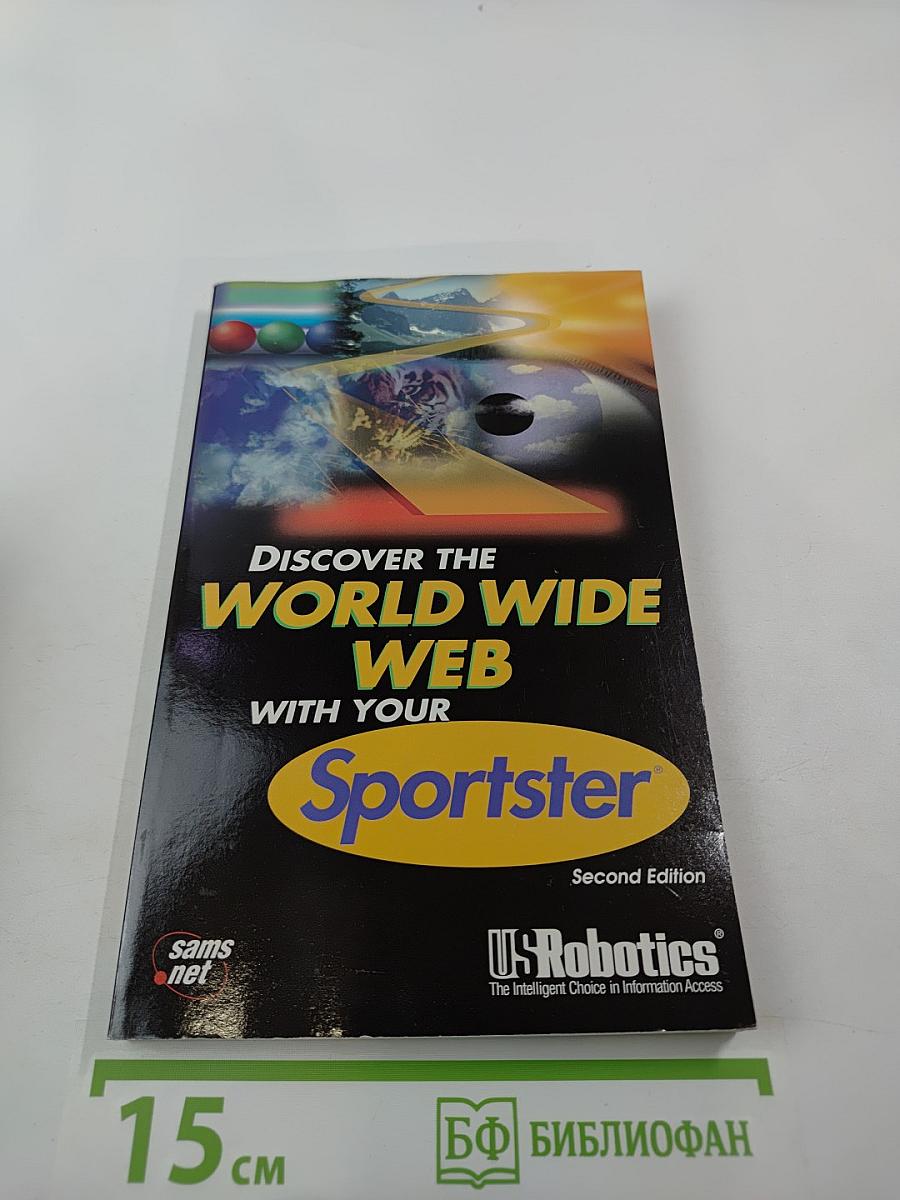 DISCOVER THE
WORLD WIDE
WEB
WITH YOUR
Sportster®
Second Edition
sams
.net
USRobotics®
The Intelligent Choice in Information Access
15 см
БФ БИБЛИОФАН